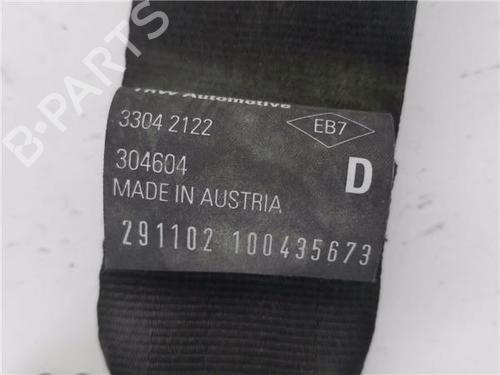 TRW Automotive
3304 2122
EB7
304604
D
MADE IN AUSTRIA
291102 100435673
B-PARTS